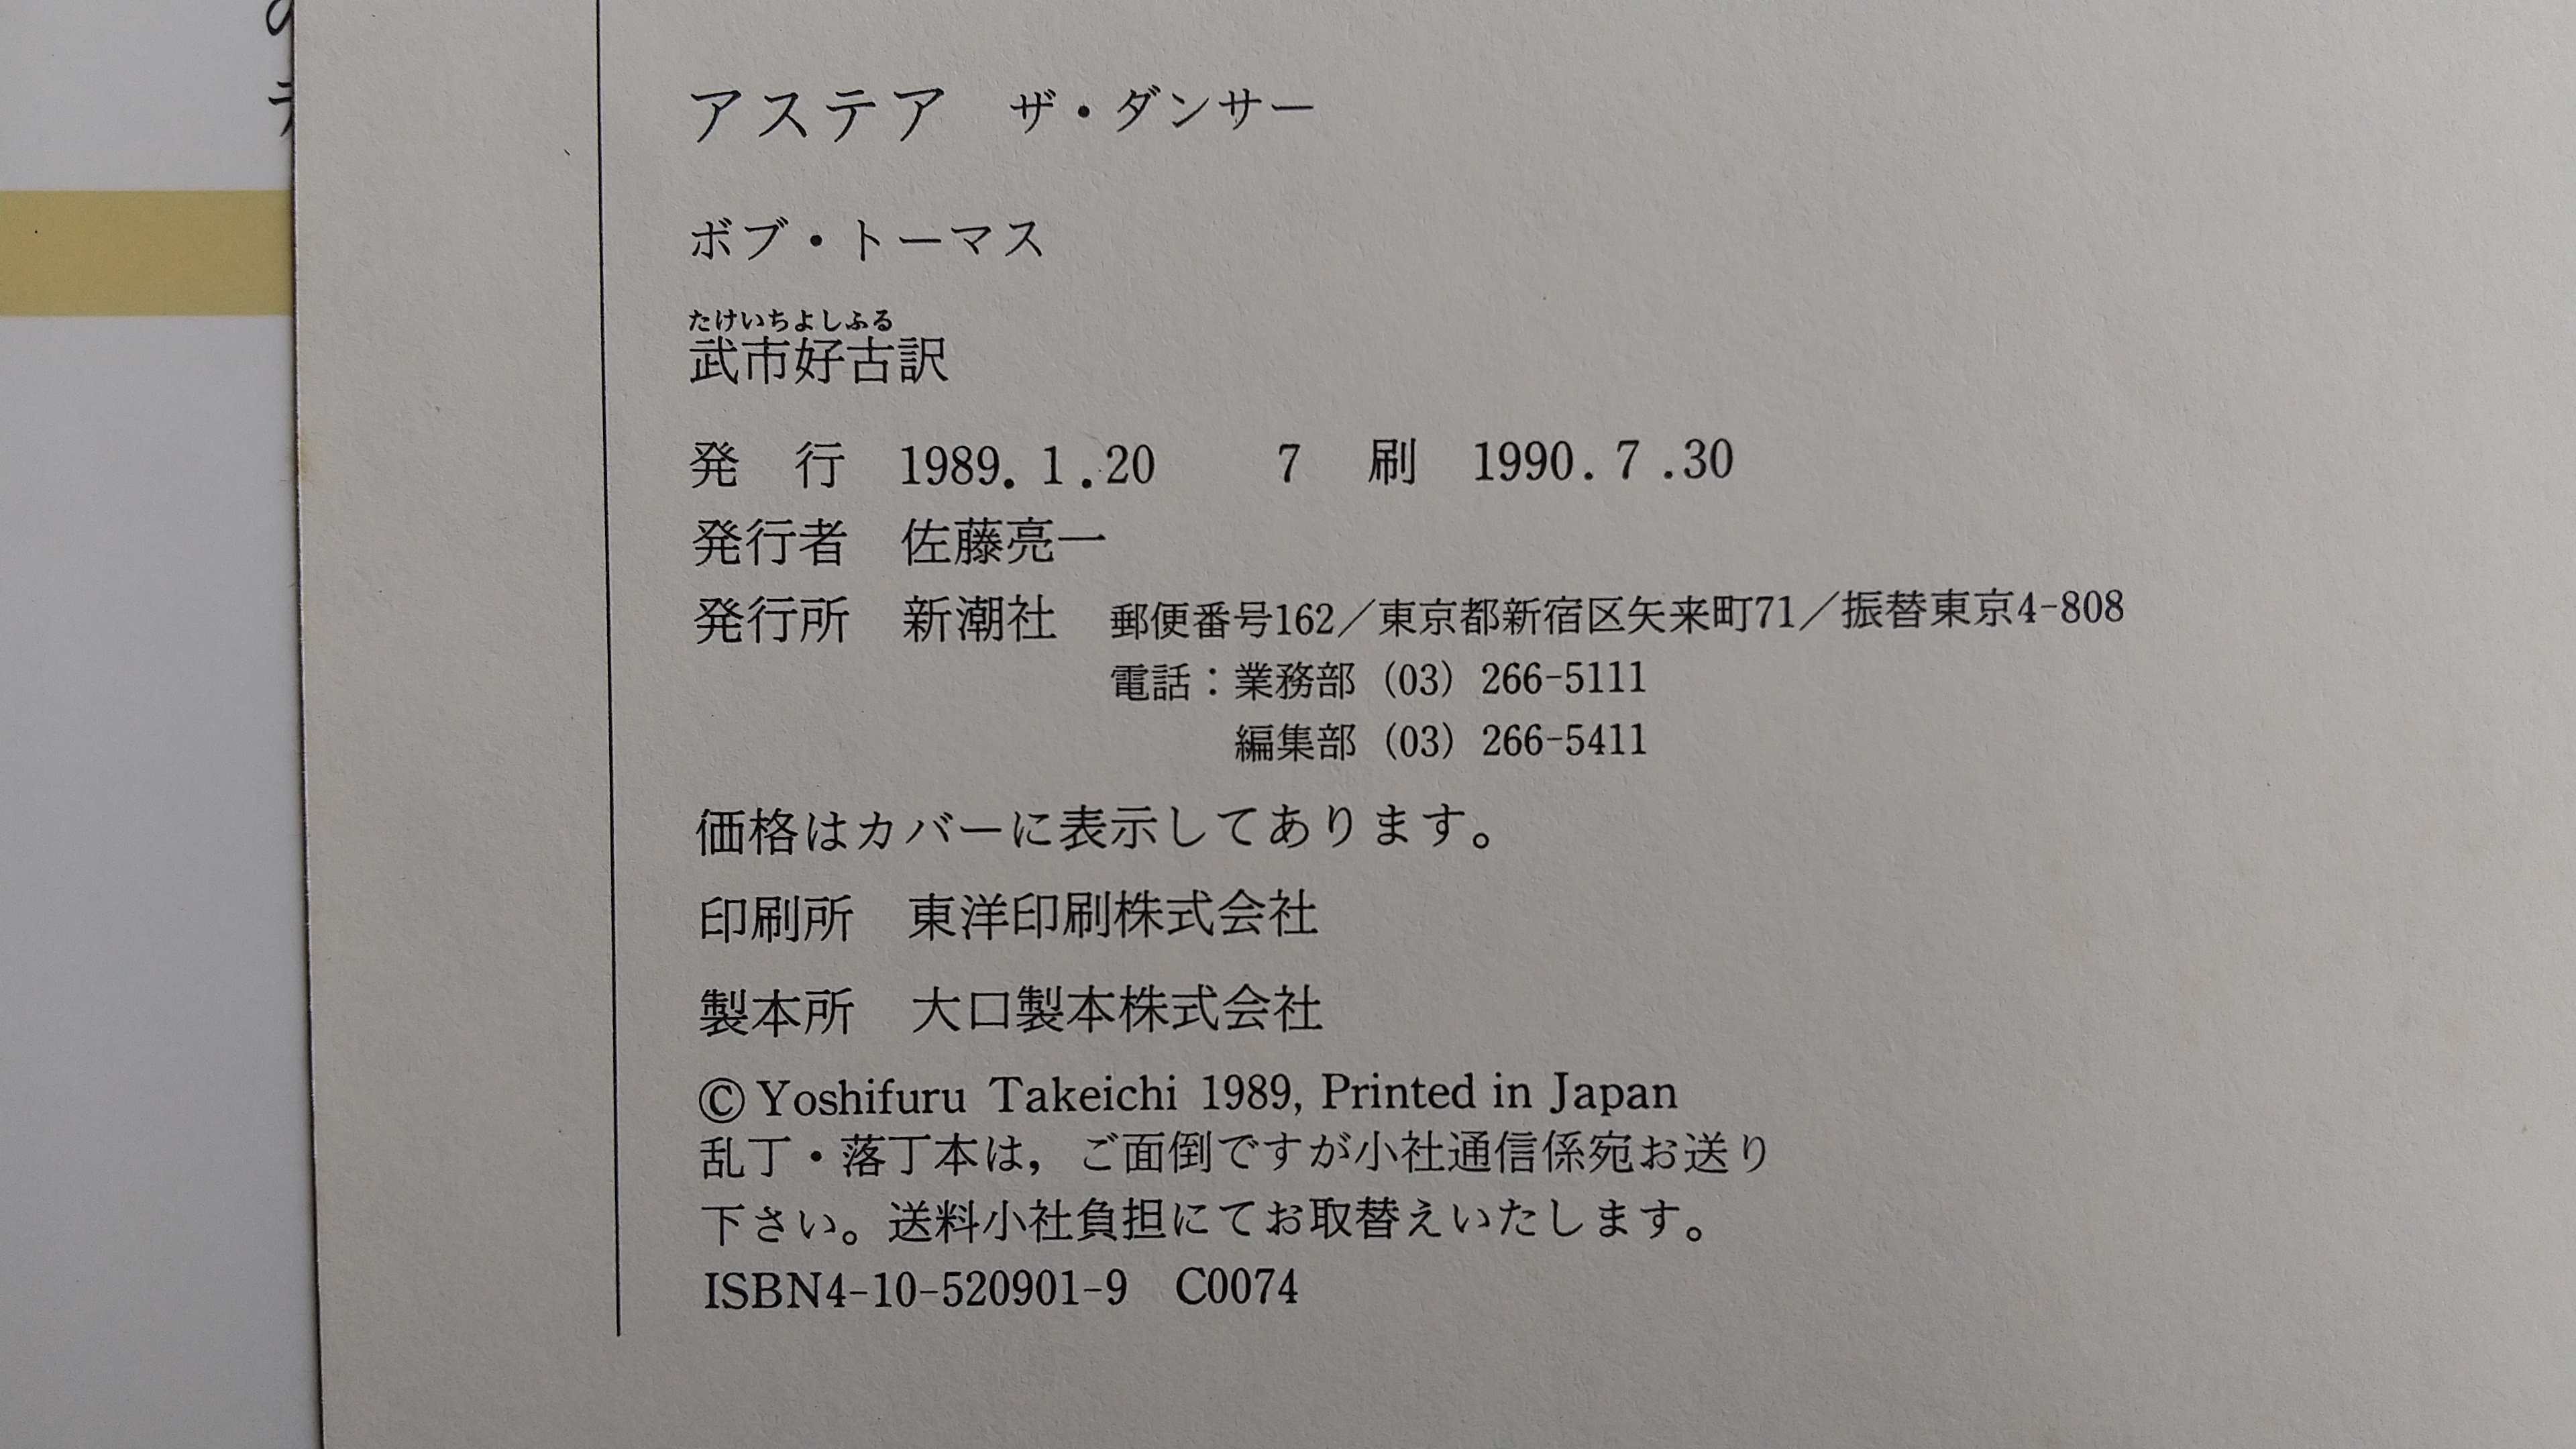 アステア　ザ・ダンサー
ボブ・トーマス
たけいちよしふる
武市好古訳
発　行　1989. 1 .20　　7　刷　1990. 7 .30
発行者　佐藤亮一
発行所　新潮社　郵便番号162／東京都新宿区矢来町71／振替東京4-808
電話：業務部（03）266-5111
編集部（03）266-5411
価格はカバーに表示してあります。
印刷所　東洋印刷株式会社
製本所　大口製本株式会社
© Yoshifuru Takeichi 1989, Printed in Japan
乱丁・落丁本は，ご面倒ですが小社通信係宛お送り
下さい。送料小社負担にてお取替えいたします。
ISBN4-10-520901-9　C0074